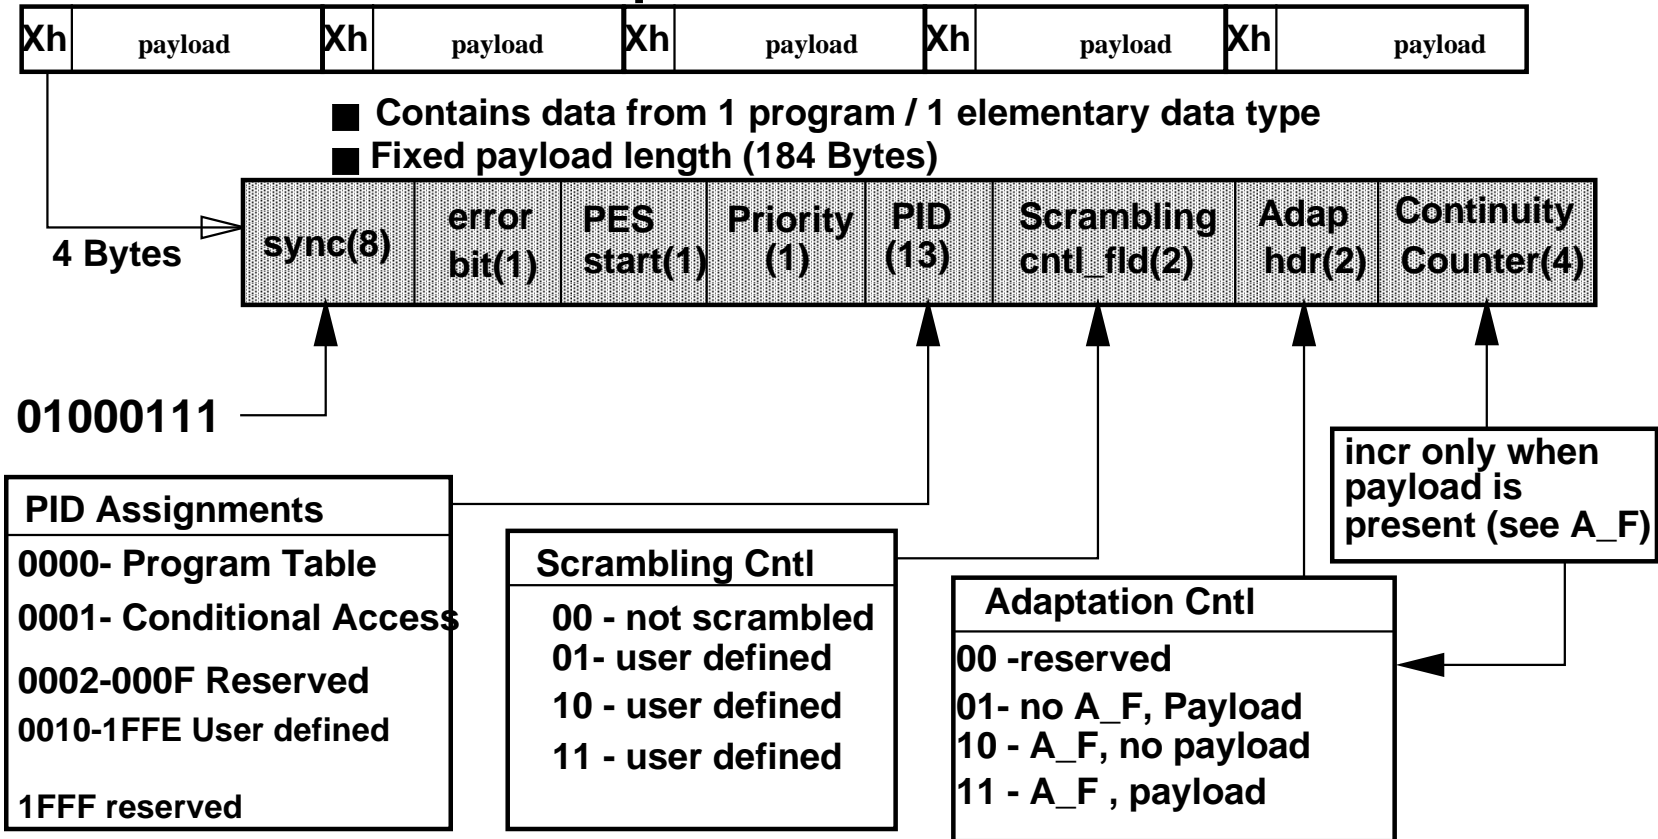 Xh payload Xh payload Xh payload Xh payload Xh payload
■ Contains data from 1 program / 1 elementary data type
■ Fixed payload length (184 Bytes)
4 Bytes
sync(8)
error
bit(1)
PES
start(1)
Priority
(1)
PID
(13)
Scrambling
cntl_fld(2)
Adap
hdr(2)
Continuity
Counter(4)
01000111
incr only when
payload is
present (see A_F)
PID Assignments
0000- Program Table
0001- Conditional Access
0002-000F Reserved
0010-1FFE User defined
1FFF reserved
Scrambling Cntl
00 - not scrambled
01- user defined
10 - user defined
11 - user defined
Adaptation Cntl
00 -reserved
01- no A_F, Payload
10 - A_F, no payload
11 - A_F , payload